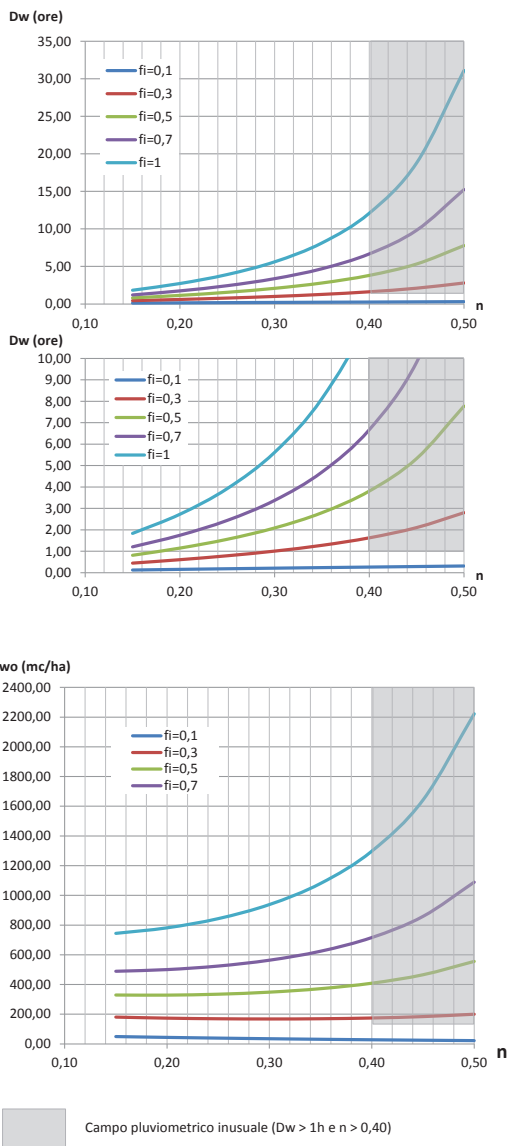 Dw (ore)
35,00
30,00
25,00
20,00
15,00
10,00
5,00
0,00
fi=0,1
fi=0,3
fi=0,5
fi=0,7
fi=1
0,10 0,20 0,30 0,40 0,50
n
Dw (ore)
10,00
9,00
8,00
7,00
6,00
5,00
4,00
3,00
2,00
1,00
0,00
fi=0,1
fi=0,3
fi=0,5
fi=0,7
fi=1
0,10 0,20 0,30 0,40 0,50
n
wo (mc/ha)
2400,00
2200,00
2000,00
1800,00
1600,00
1400,00
1200,00
1000,00
800,00
600,00
400,00
200,00
0,00
fi=0,1
fi=0,3
fi=0,5
fi=0,7
0,10 0,20 0,30 0,40 0,50
n
Campo pluviometrico inusuale (Dw > 1h e n > 0,40)